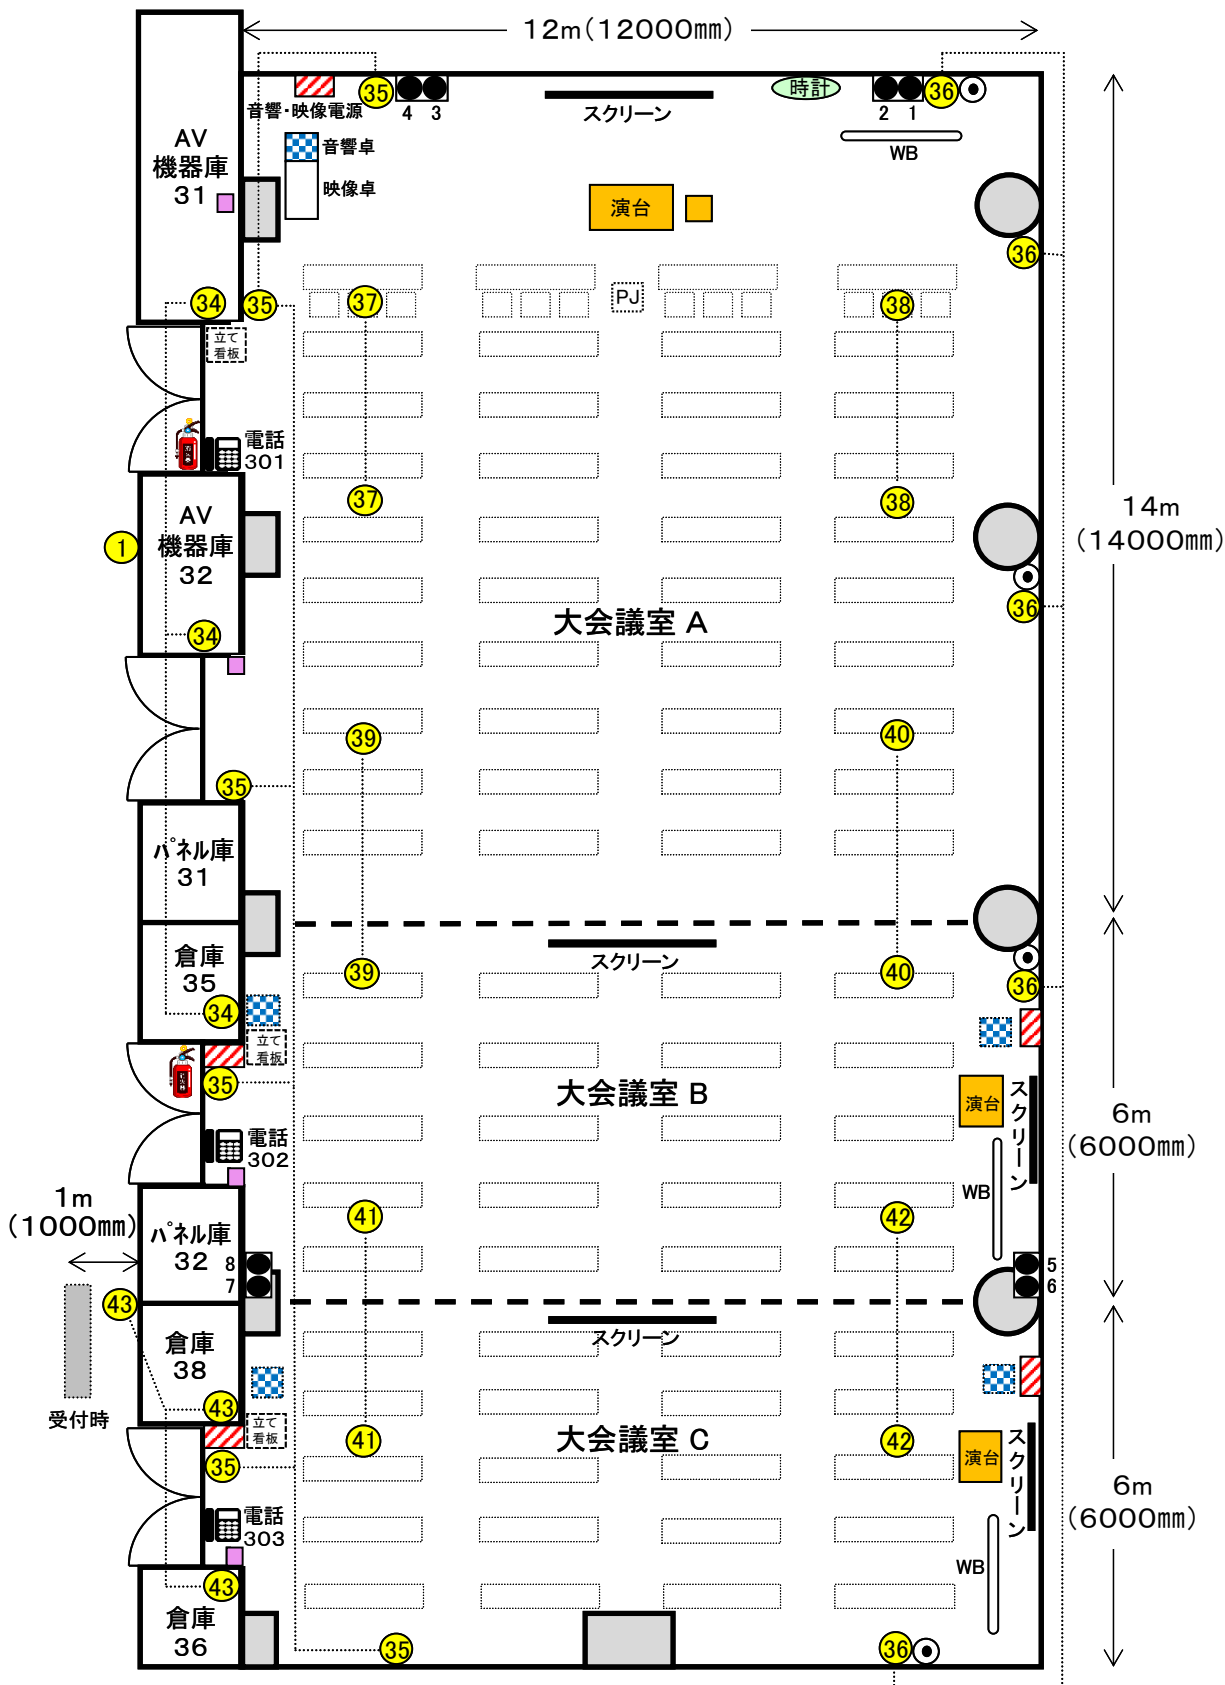 12m(12000㎜)
35
4 3
時計
2 1
36
音響・映像電源
スクリーン
WB
AV
機器庫
31
音響卓
映像卓
演台
36
34
35
37
PJ
38
立て
看板
電話
301
37
38
14m
(14000㎜)
1
AV
機器庫
32
34
36
大会議室 A
39
40
35
パネル庫
31
スクリーン
倉庫
35
34
39
40
36
立て
看板
35
大会議室 B
演台
スクリーン
6m
(6000㎜)
電話
302
WB
1m
(1000㎜)
パネル庫
32
41
42
8
7
5
6
43
スクリーン
倉庫
38
43
受付時
立て
看板
41
大会議室 C
42
演台
スクリーン
35
6m
(6000㎜)
電話
303
WB
43
倉庫
36
35
36